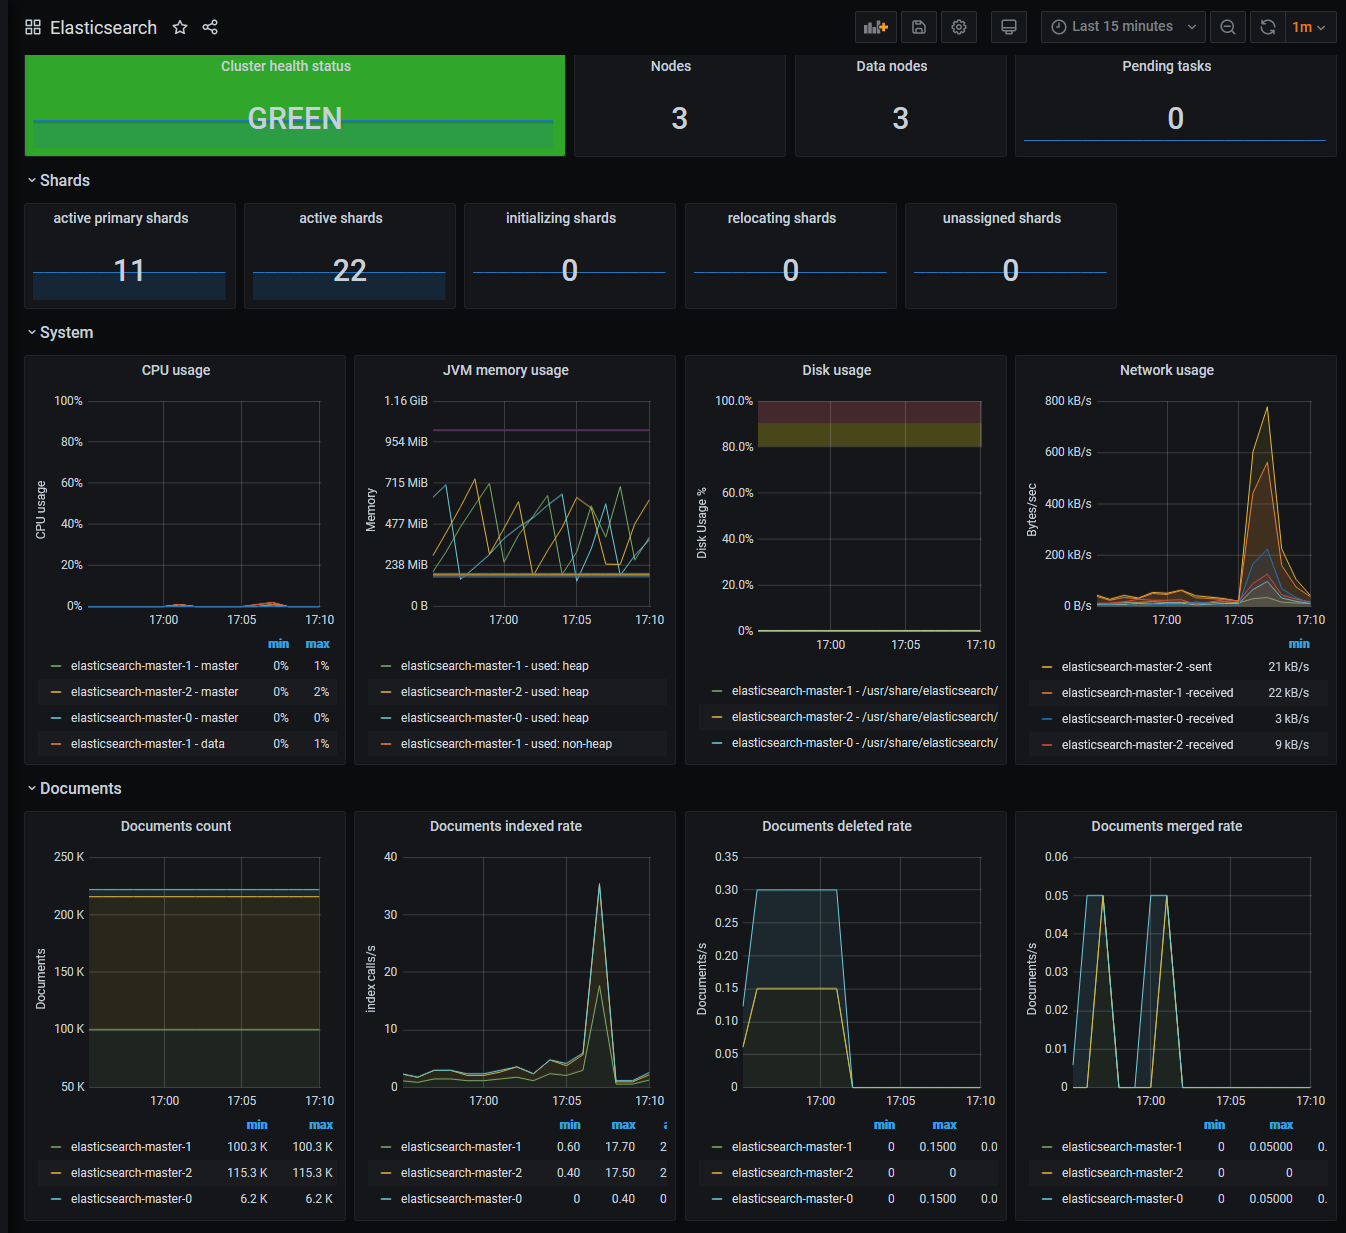 Elasticsearch
Last 15 minutes
1m
Cluster health status
GREEN
Nodes
3
Data nodes
3
Pending tasks
0
Shards
active primary shards
11
active shards
22
initializing shards
0
relocating shards
0
unassigned shards
0
System
CPU usage
CPU usage
100%
80%
60%
40%
20%
0%
17:00 17:05 17:10
min max
elasticsearch-master-1 - master 0% 1%
elasticsearch-master-2 - master 0% 2%
elasticsearch-master-0 - master 0% 0%
elasticsearch-master-1 - data 0% 1%
JVM memory usage
Memory
1.16 GiB
954 MiB
715 MiB
477 MiB
238 MiB
0 B
17:00 17:05 17:10
elasticsearch-master-1 - used: heap
elasticsearch-master-2 - used: heap
elasticsearch-master-0 - used: heap
elasticsearch-master-1 - used: non-heap
Disk usage
Disk Usage %
100.0%
80.0%
60.0%
40.0%
20.0%
0%
17:00 17:05 17:10
elasticsearch-master-1 - /usr/share/elasticsearch/
elasticsearch-master-2 - /usr/share/elasticsearch/
elasticsearch-master-0 - /usr/share/elasticsearch/
Network usage
Bytes/sec
800 kB/s
600 kB/s
400 kB/s
200 kB/s
0 B/s
17:00 17:05 17:10
min
elasticsearch-master-2 -sent 21 kB/s
elasticsearch-master-1 -received 22 kB/s
elasticsearch-master-0 -received 3 kB/s
elasticsearch-master-2 -received 9 kB/s
Documents
Documents count
Documents
250 K
200 K
150 K
100 K
50 K
17:00 17:05 17:10
min max
elasticsearch-master-1 100.3 K 100.3 K
elasticsearch-master-2 115.3 K 115.3 K
elasticsearch-master-0 6.2 K 6.2 K
Documents indexed rate
index calls/s
40
30
20
10
0
17:00 17:05 17:10
min max
elasticsearch-master-1 0.60 17.70 2
elasticsearch-master-2 0.40 17.50 2
elasticsearch-master-0 0 0.40 0
Documents deleted rate
Documents/s
0.35
0.30
0.25
0.20
0.15
0.10
0.05
0
17:00 17:05 17:10
min max
elasticsearch-master-1 0 0.1500 0.0
elasticsearch-master-2 0 0
elasticsearch-master-0 0 0.1500 0.0
Documents merged rate
Documents/s
0.06
0.05
0.04
0.03
0.02
0.01
0
17:00 17:05 17:10
min max
elasticsearch-master-1 0 0.05000 0.
elasticsearch-master-2 0 0
elasticsearch-master-0 0 0.05000 0.